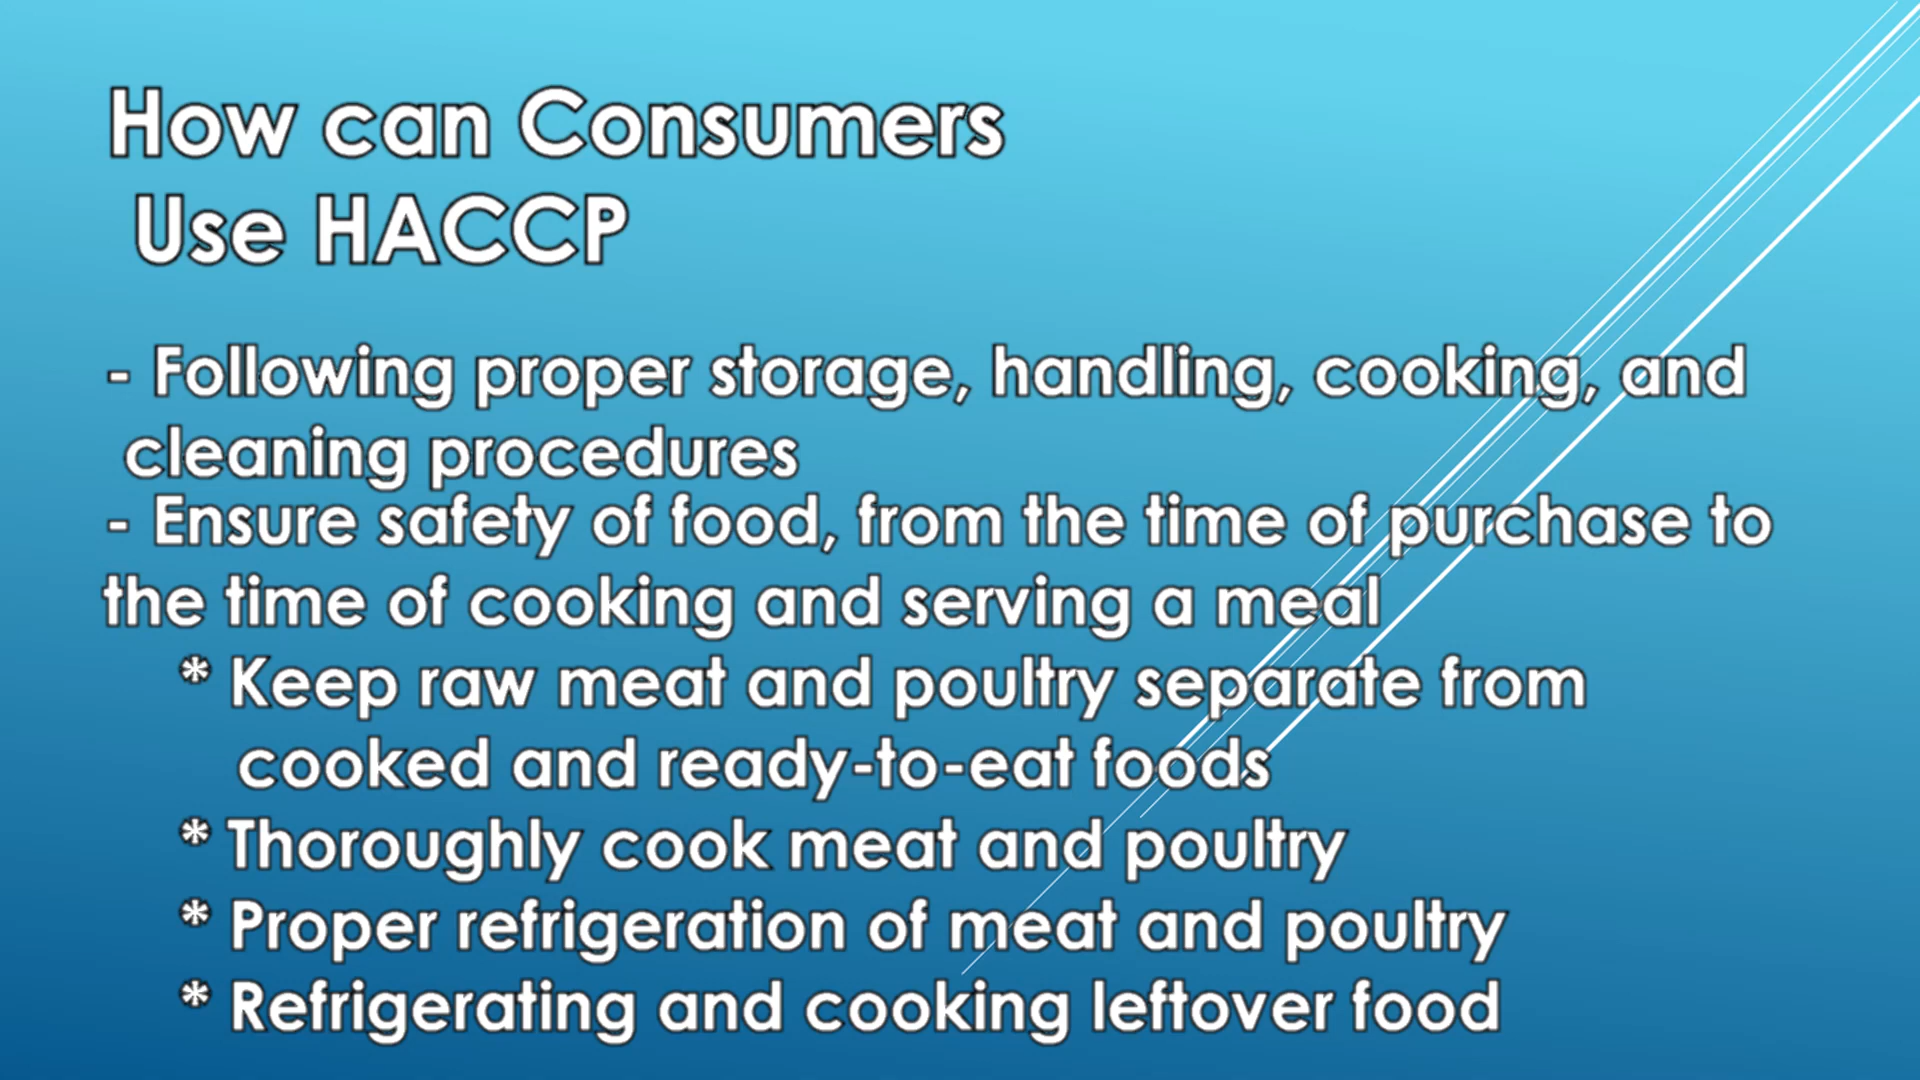 How can Consumers
Use HACCP
- Following proper storage, handling, cooking, and
cleaning procedures
- Ensure safety of food, from the time of purchase to
the time of cooking and serving a meal
* Keep raw meat and poultry separate from
cooked and ready-to-eat foods
* Thoroughly cook meat and poultry
* Proper refrigeration of meat and poultry
* Refrigerating and cooking leftover food